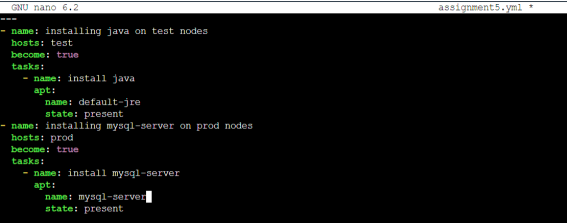 GNU nano 6.2 assignment5.yml *
---
- name: installing java on test nodes
  hosts: test
  become: true
  tasks:
    - name: install java
      apt:
        name: default-jre
        state: present
- name: installing mysql-server on prod nodes
  hosts: prod
  become: true
  tasks:
    - name: install mysql-server
      apt:
        name: mysql-server
        state: present